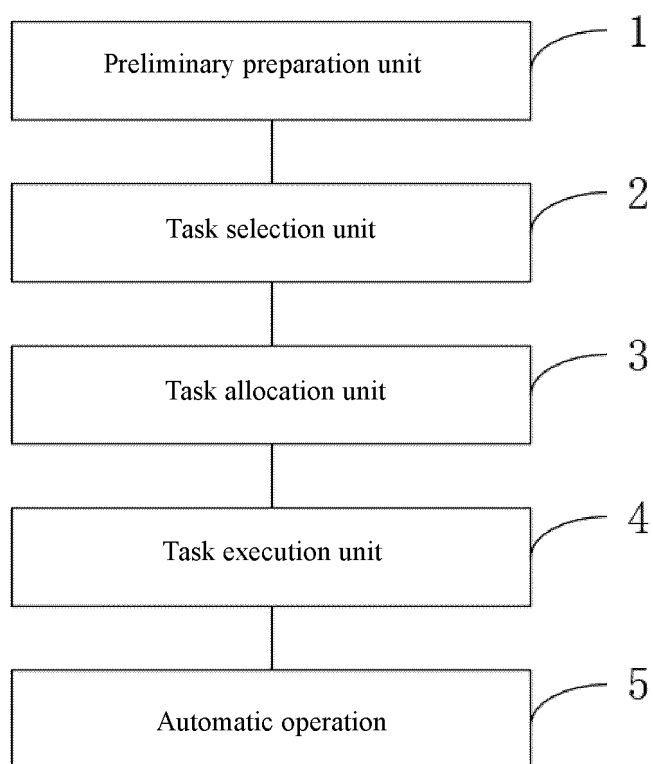 Preliminary preparation unit
1
Task selection unit
2
Task allocation unit
3
Task execution unit
4
Automatic operation
5